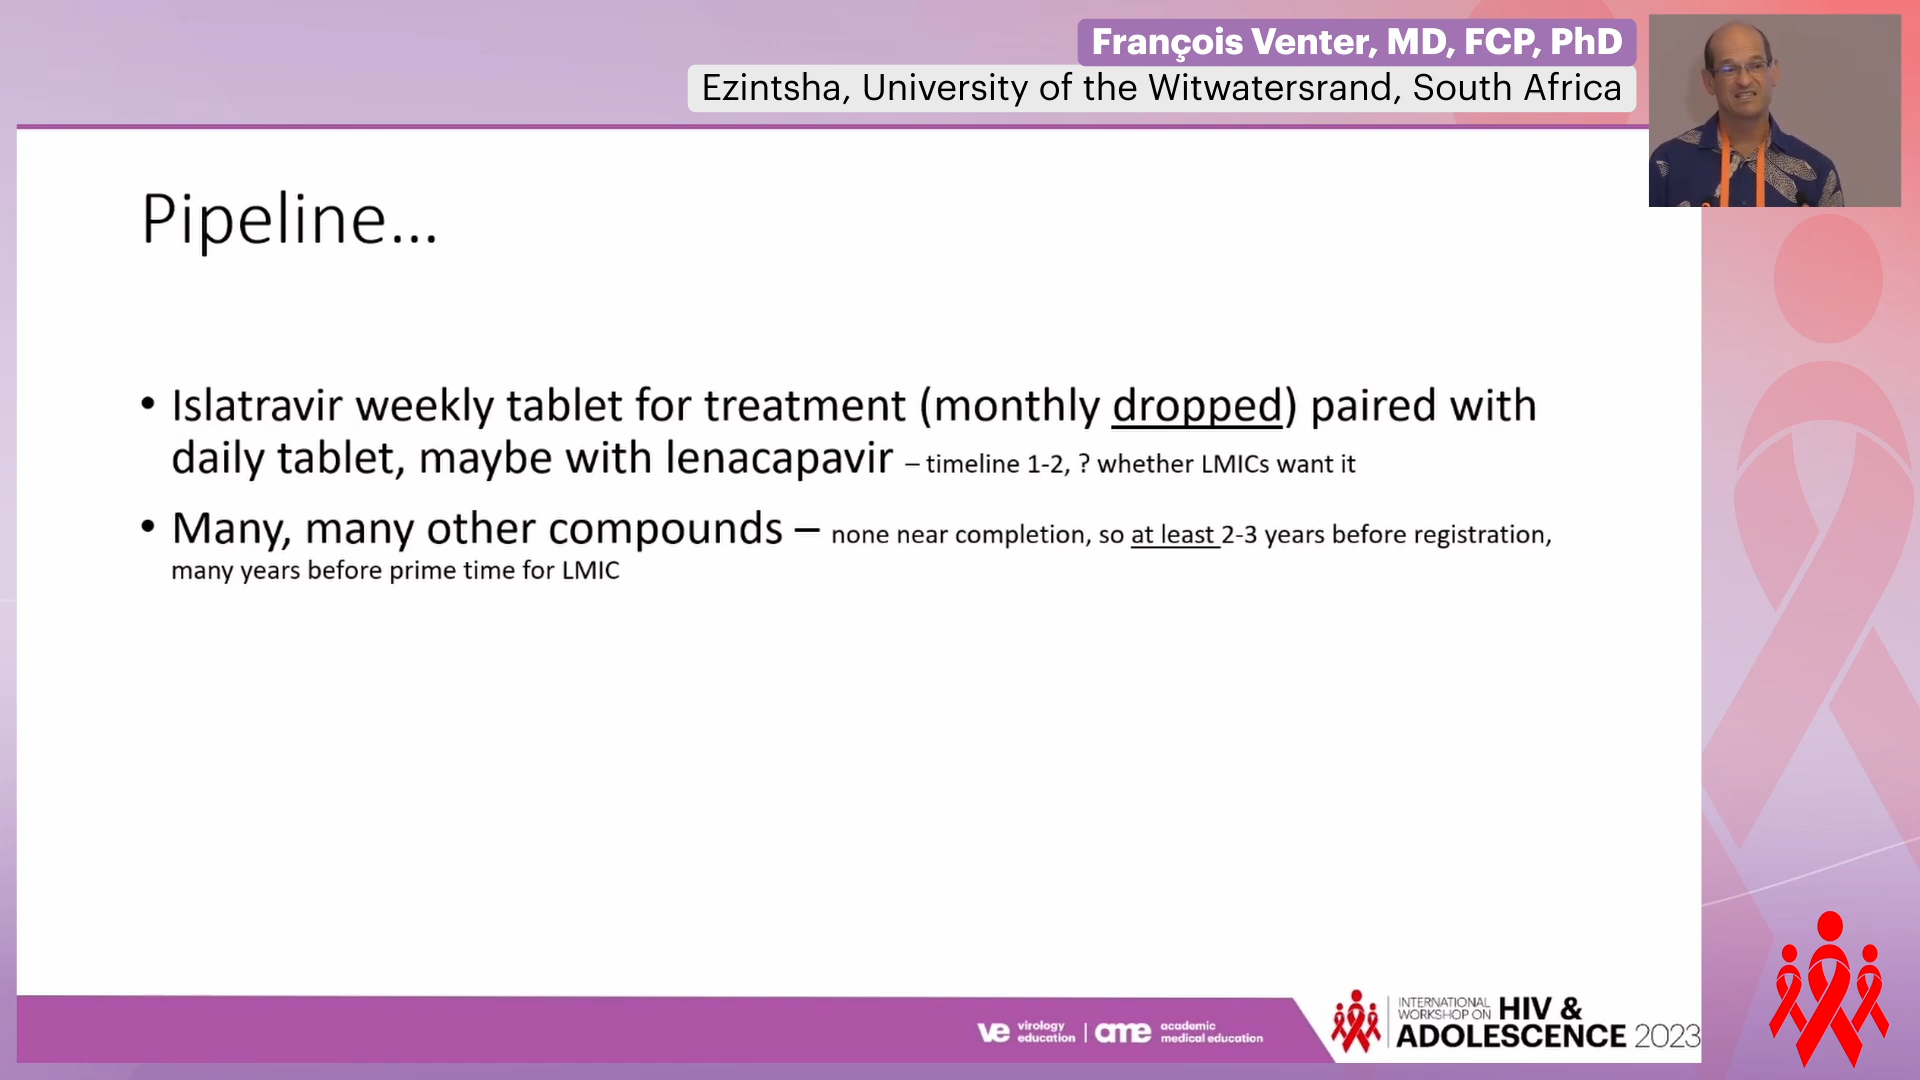 François Venter, MD, FCP, PhD
Ezintsha, University of the Witwatersrand, South Africa
Pipeline...
• Islatravir weekly tablet for treatment (monthly dropped) paired with
daily tablet, maybe with lenacapavir – timeline 1-2, ? whether LMICs want it
• Many, many other compounds – none near completion, so at least 2-3 years before registration,
many years before prime time for LMIC
ve virology education | ame academic medical education
INTERNATIONAL WORKSHOP ON HIV &
ADOLESCENCE 2023